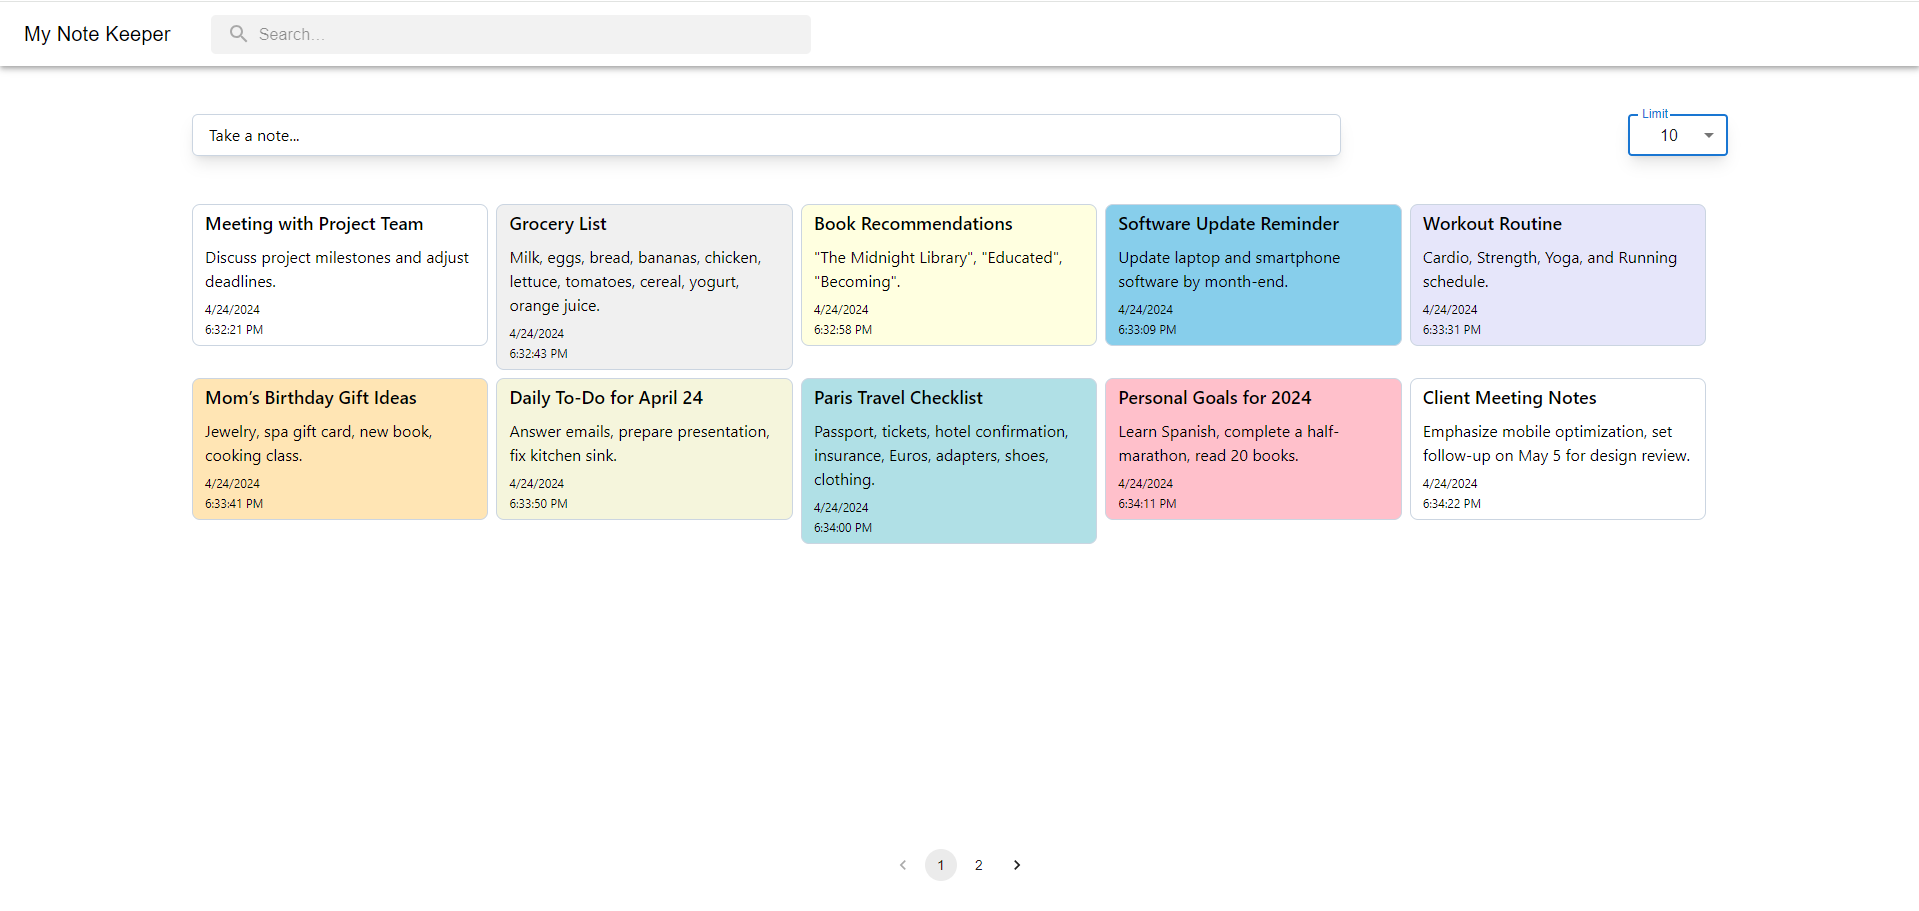 My Note Keeper
Search...
Take a note...
Limit
10
Meeting with Project Team
Discuss project milestones and adjust
deadlines.
4/24/2024
6:32:21 PM
Grocery List
Milk, eggs, bread, bananas, chicken,
lettuce, tomatoes, cereal, yogurt,
orange juice.
4/24/2024
6:32:43 PM
Book Recommendations
"The Midnight Library", "Educated",
"Becoming".
4/24/2024
6:32:58 PM
Software Update Reminder
Update laptop and smartphone
software by month-end.
4/24/2024
6:33:09 PM
Workout Routine
Cardio, Strength, Yoga, and Running
schedule.
4/24/2024
6:33:31 PM
Mom’s Birthday Gift Ideas
Jewelry, spa gift card, new book,
cooking class.
4/24/2024
6:33:41 PM
Daily To-Do for April 24
Answer emails, prepare presentation,
fix kitchen sink.
4/24/2024
6:33:50 PM
Paris Travel Checklist
Passport, tickets, hotel confirmation,
insurance, Euros, adapters, shoes,
clothing.
4/24/2024
6:34:00 PM
Personal Goals for 2024
Learn Spanish, complete a half-
marathon, read 20 books.
4/24/2024
6:34:11 PM
Client Meeting Notes
Emphasize mobile optimization, set
follow-up on May 5 for design review.
4/24/2024
6:34:22 PM
1 2